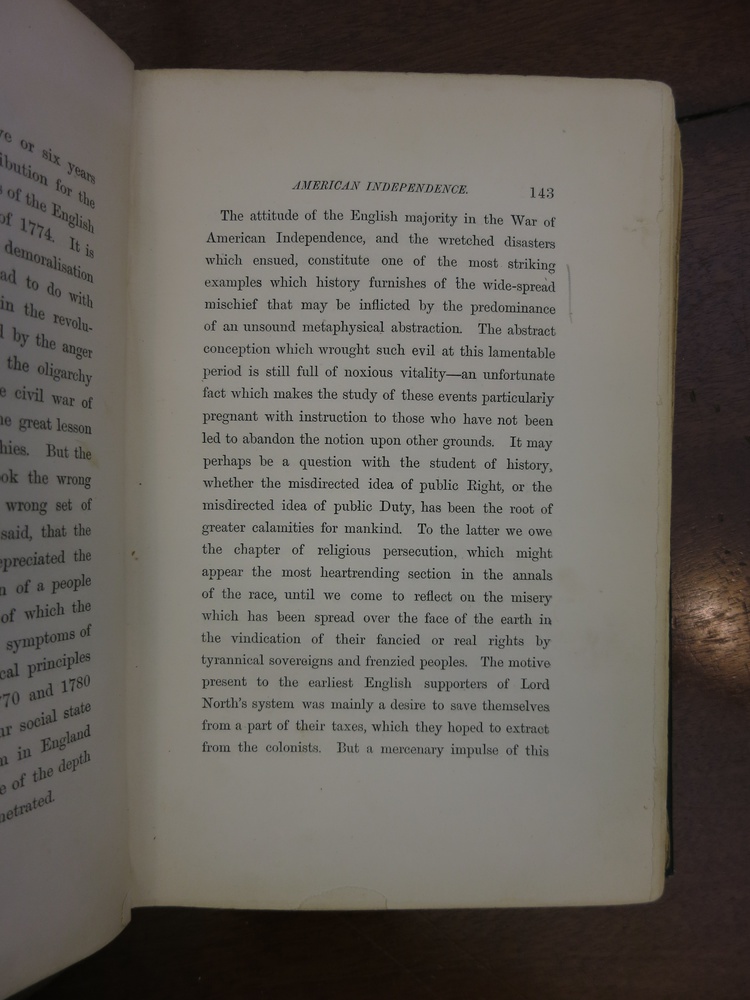 ve or six years
ibution for the
s of the English
of 1774. It is
demoralisation
ad to do with
in the revolu-
d by the anger
the oligarchy
e civil war of
he great lesson
hies. But the
ok the wrong
wrong set of
said, that the
epreciated the
n of a people
of which the
symptoms of
cal principles
70 and 1780
ur social state
n in England
e of the depth
netrated.
AMERICAN INDEPENDENCE. 143
The attitude of the English majority in the War of
American Independence, and the wretched disasters
which ensued, constitute one of the most striking
examples which history furnishes of the wide-spread
mischief that may be inflicted by the predominance
of an unsound metaphysical abstraction. The abstract
conception which wrought such evil at this lamentable
period is still full of noxious vitality—an unfortunate
fact which makes the study of these events particularly
pregnant with instruction to those who have not been
led to abandon the notion upon other grounds. It may
perhaps be a question with the student of history,
whether the misdirected idea of public Right, or the
misdirected idea of public Duty, has been the root of
greater calamities for mankind. To the latter we owe
the chapter of religious persecution, which might
appear the most heartrending section in the annals
of the race, until we come to reflect on the misery
which has been spread over the face of the earth in
the vindication of their fancied or real rights by
tyrannical sovereigns and frenzied peoples. The motive
present to the earliest English supporters of Lord
North's system was mainly a desire to save themselves
from a part of their taxes, which they hoped to extract
from the colonists. But a mercenary impulse of this